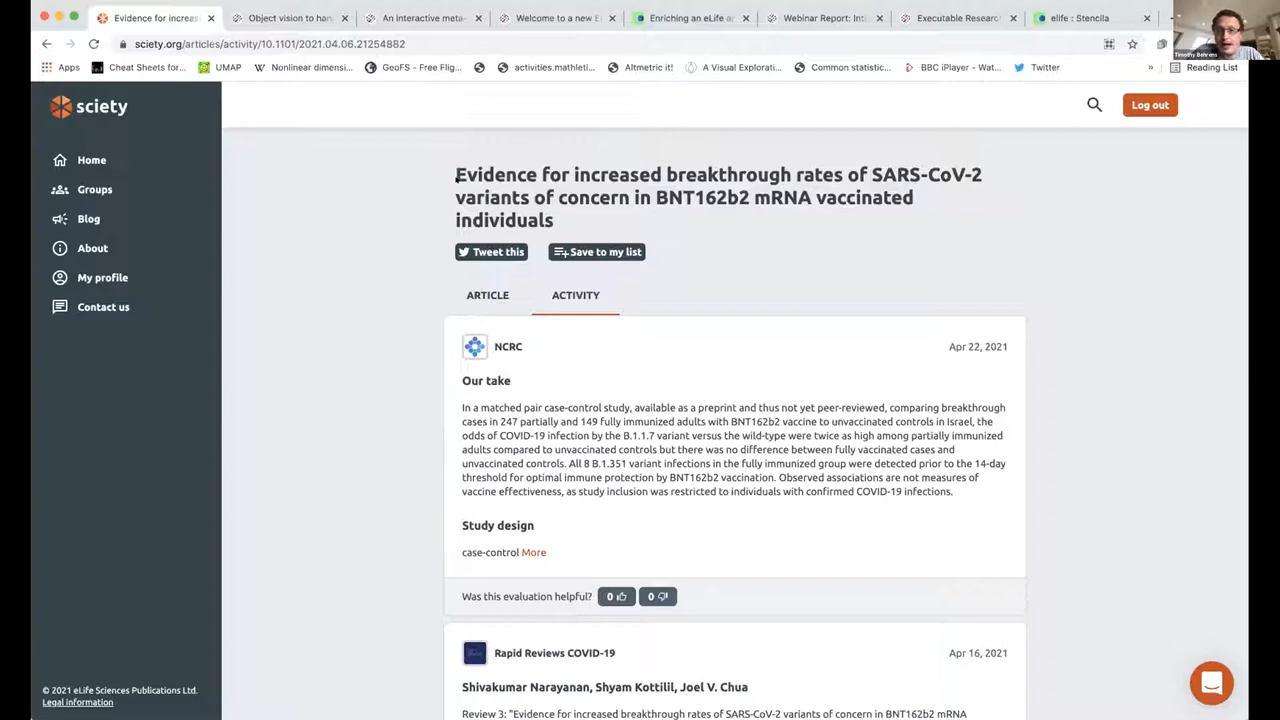 Evidence for increas
Object vision to han
An interactive meta-
Welcome to a new E
Enriching an eLife a
Webinar Report: Int
Executable Researc
elife : Stencila
sciety.org/articles/activity/10.1101/2021.04.06.21254882
Timothy Behrens
Apps
Cheat Sheets for...
UMAP
Nonlinear dimensi...
GeoFS - Free Flig...
Altmetric it!
A Visual Explorati...
Common statistic...
BBC iPlayer - Wat...
Twitter
»
Reading List
sciety
Log out
Home
Groups
Blog
About
My profile
Contact us
Evidence for increased breakthrough rates of SARS-CoV-2
variants of concern in BNT162b2 mRNA vaccinated
individuals
Tweet this
Save to my list
ARTICLE
ACTIVITY
NCRC
Apr 22, 2021
Our take
In a matched pair case-control study, available as a preprint and thus not yet peer-reviewed, comparing breakthrough
cases in 247 partially and 149 fully immunized adults with BNT162b2 vaccine to unvaccinated controls in Israel, the
odds of COVID-19 infection by the B.1.1.7 variant versus the wild-type were twice as high among partially immunized
adults compared to unvaccinated controls but there was no difference between fully vaccinated cases and
unvaccinated controls. All 8 B.1.351 variant infections in the fully immunized group were detected prior to the 14-day
threshold for optimal immune protection by BNT162b2 vaccination. Observed associations are not measures of
vaccine effectiveness, as study inclusion was restricted to individuals with confirmed COVID-19 infections.
Study design
case-control More
Was this evaluation helpful?
0
0
Rapid Reviews COVID-19
Apr 16, 2021
Shivakumar Narayanan, Shyam Kottilil, Joel V. Chua
Review 3: "Evidence for increased breakthrough rates of SARS-CoV-2 variants of concern in BNT162b2 mRNA
© 2021 eLife Sciences Publications Ltd.
Legal information